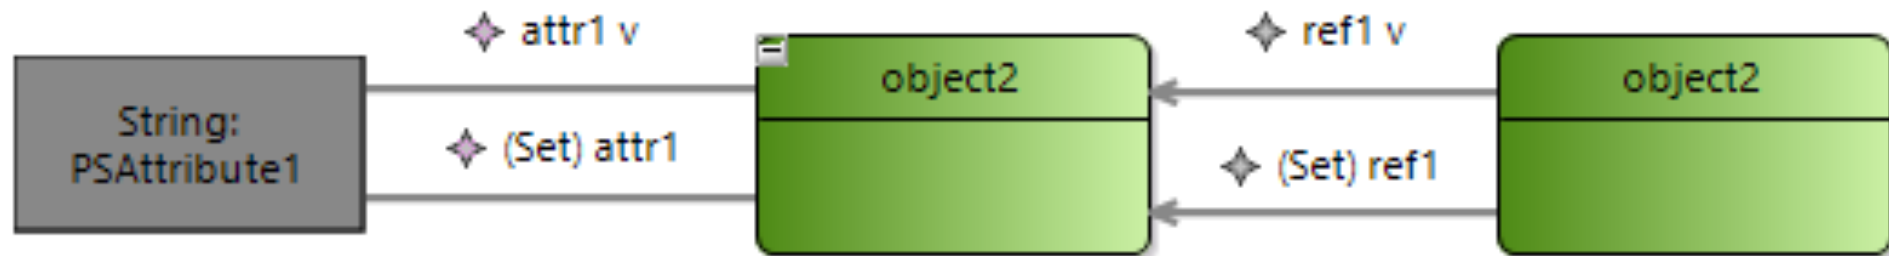 attr1 v
ref1 v
object2
object2
String:
PSAttribute1
(Set) attr1
(Set) ref1